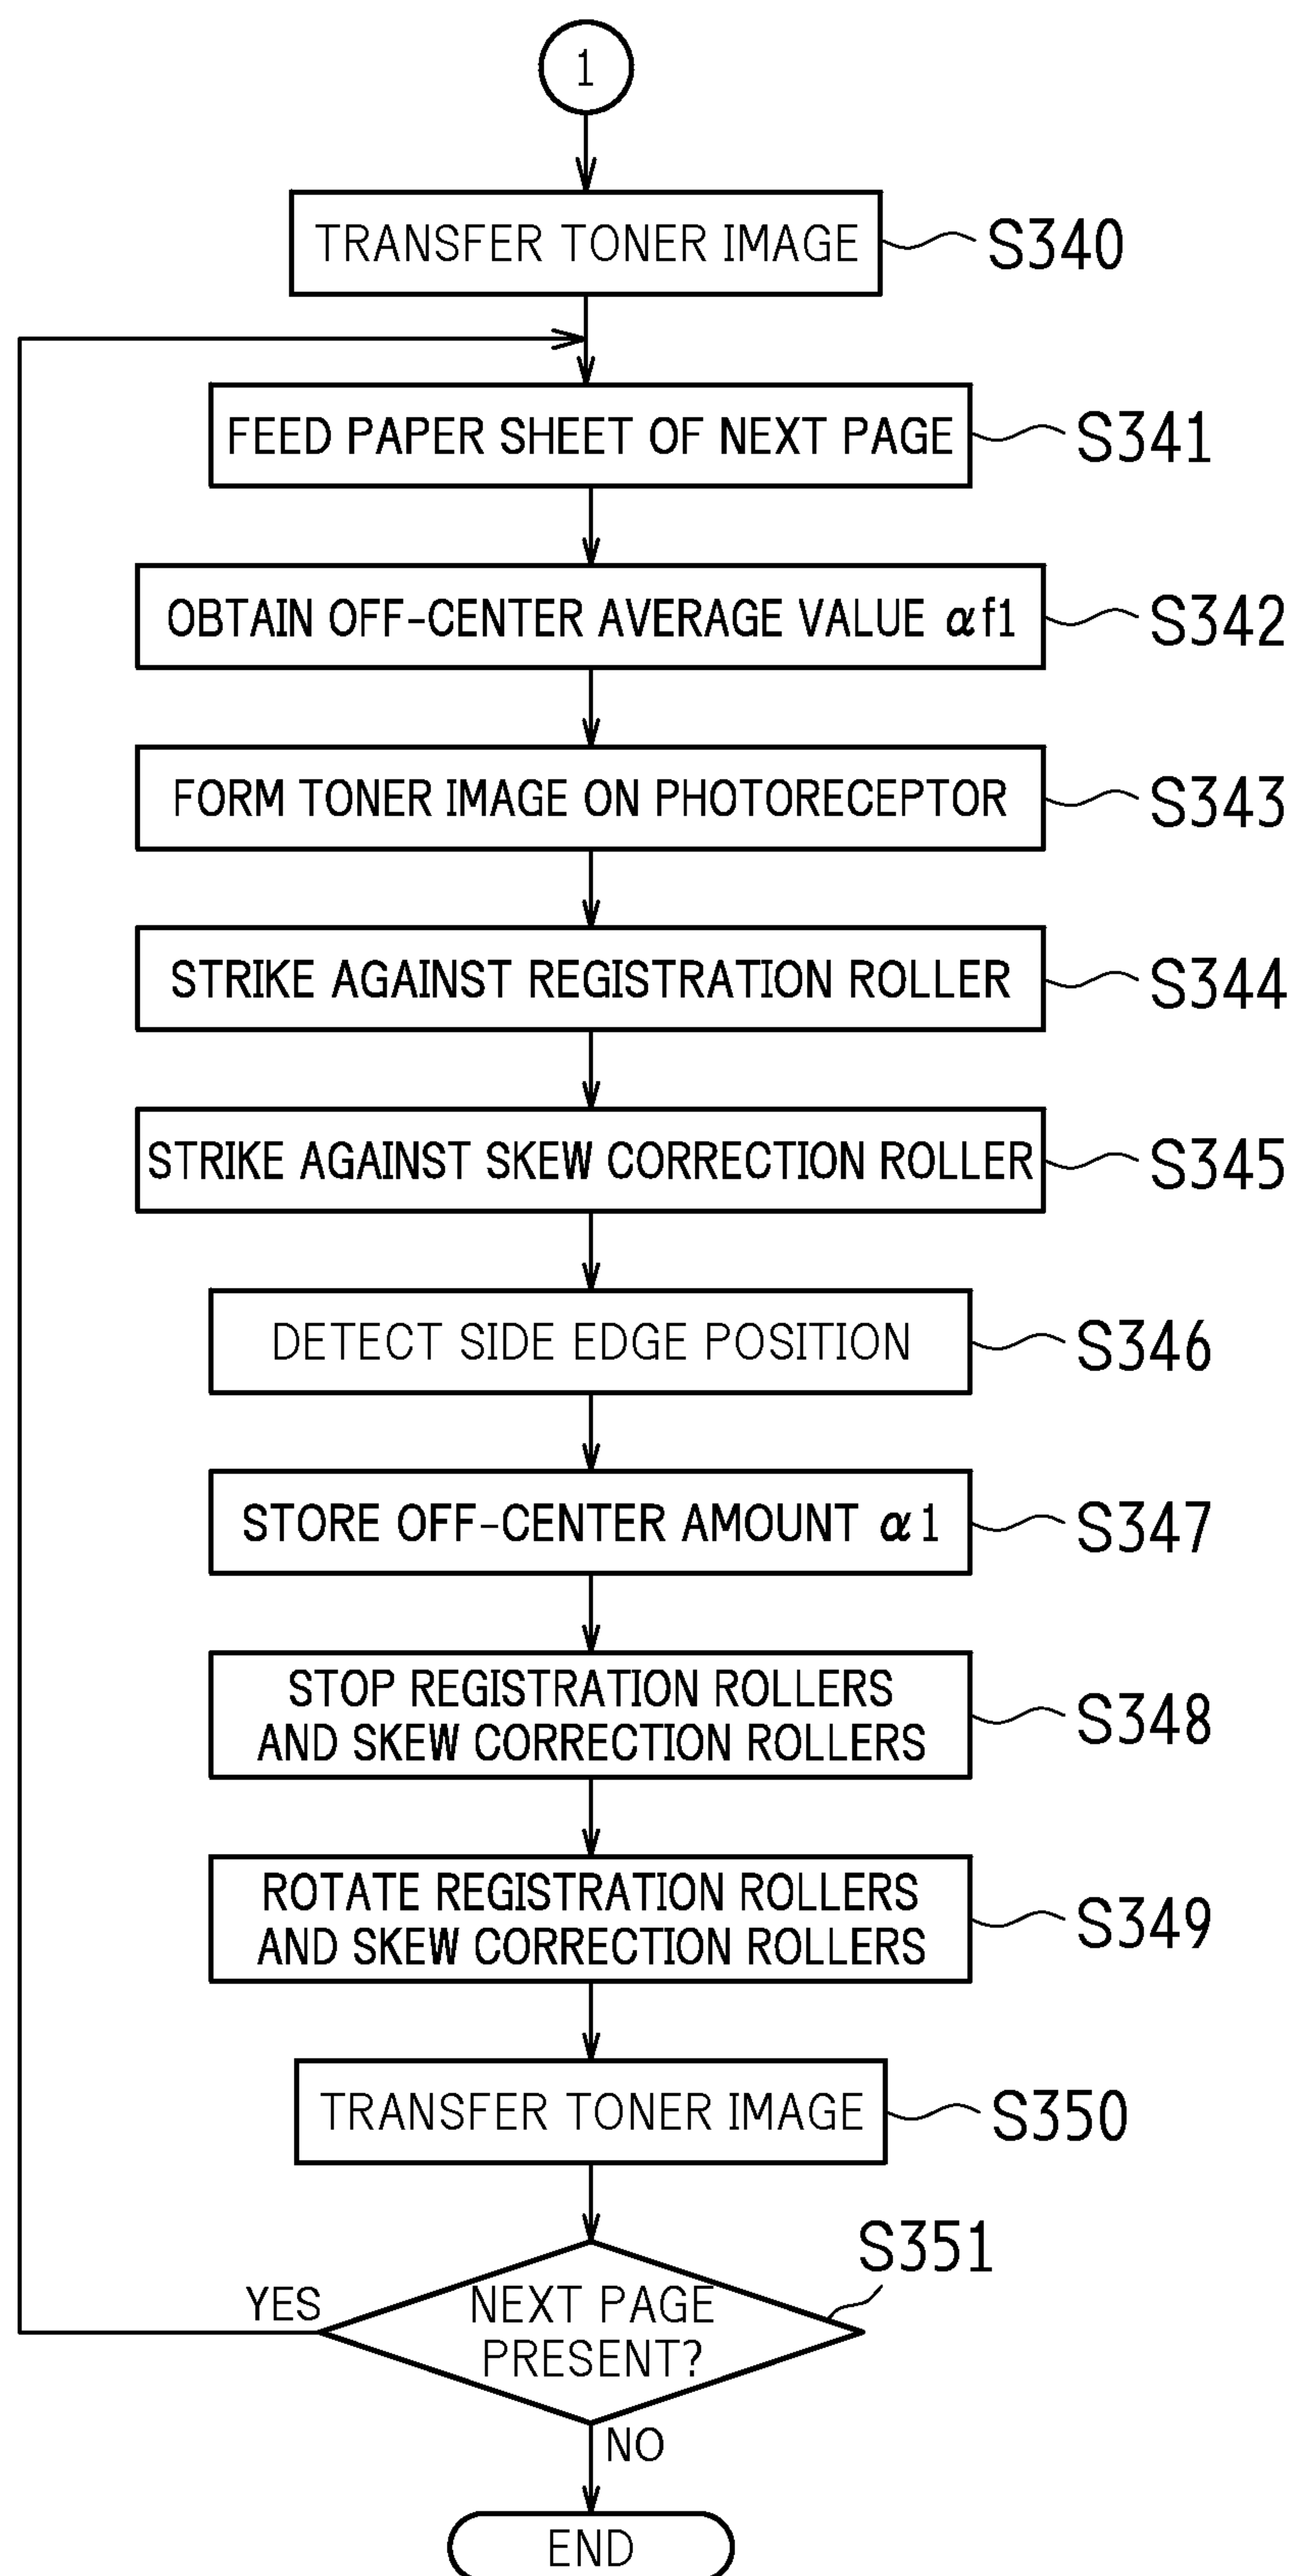 1
TRANSFER TONER IMAGE
S340
FEED PAPER SHEET OF NEXT PAGE
S341
OBTAIN OFF-CENTER AVERAGE VALUE αf1
S342
FORM TONER IMAGE ON PHOTORECEPTOR
S343
STRIKE AGAINST REGISTRATION ROLLER
S344
STRIKE AGAINST SKEW CORRECTION ROLLER
S345
DETECT SIDE EDGE POSITION
S346
STORE OFF-CENTER AMOUNT α1
S347
STOP REGISTRATION ROLLERS
AND SKEW CORRECTION ROLLERS
S348
ROTATE REGISTRATION ROLLERS
AND SKEW CORRECTION ROLLERS
S349
TRANSFER TONER IMAGE
S350
S351
YES
NEXT PAGE
PRESENT?
NO
END